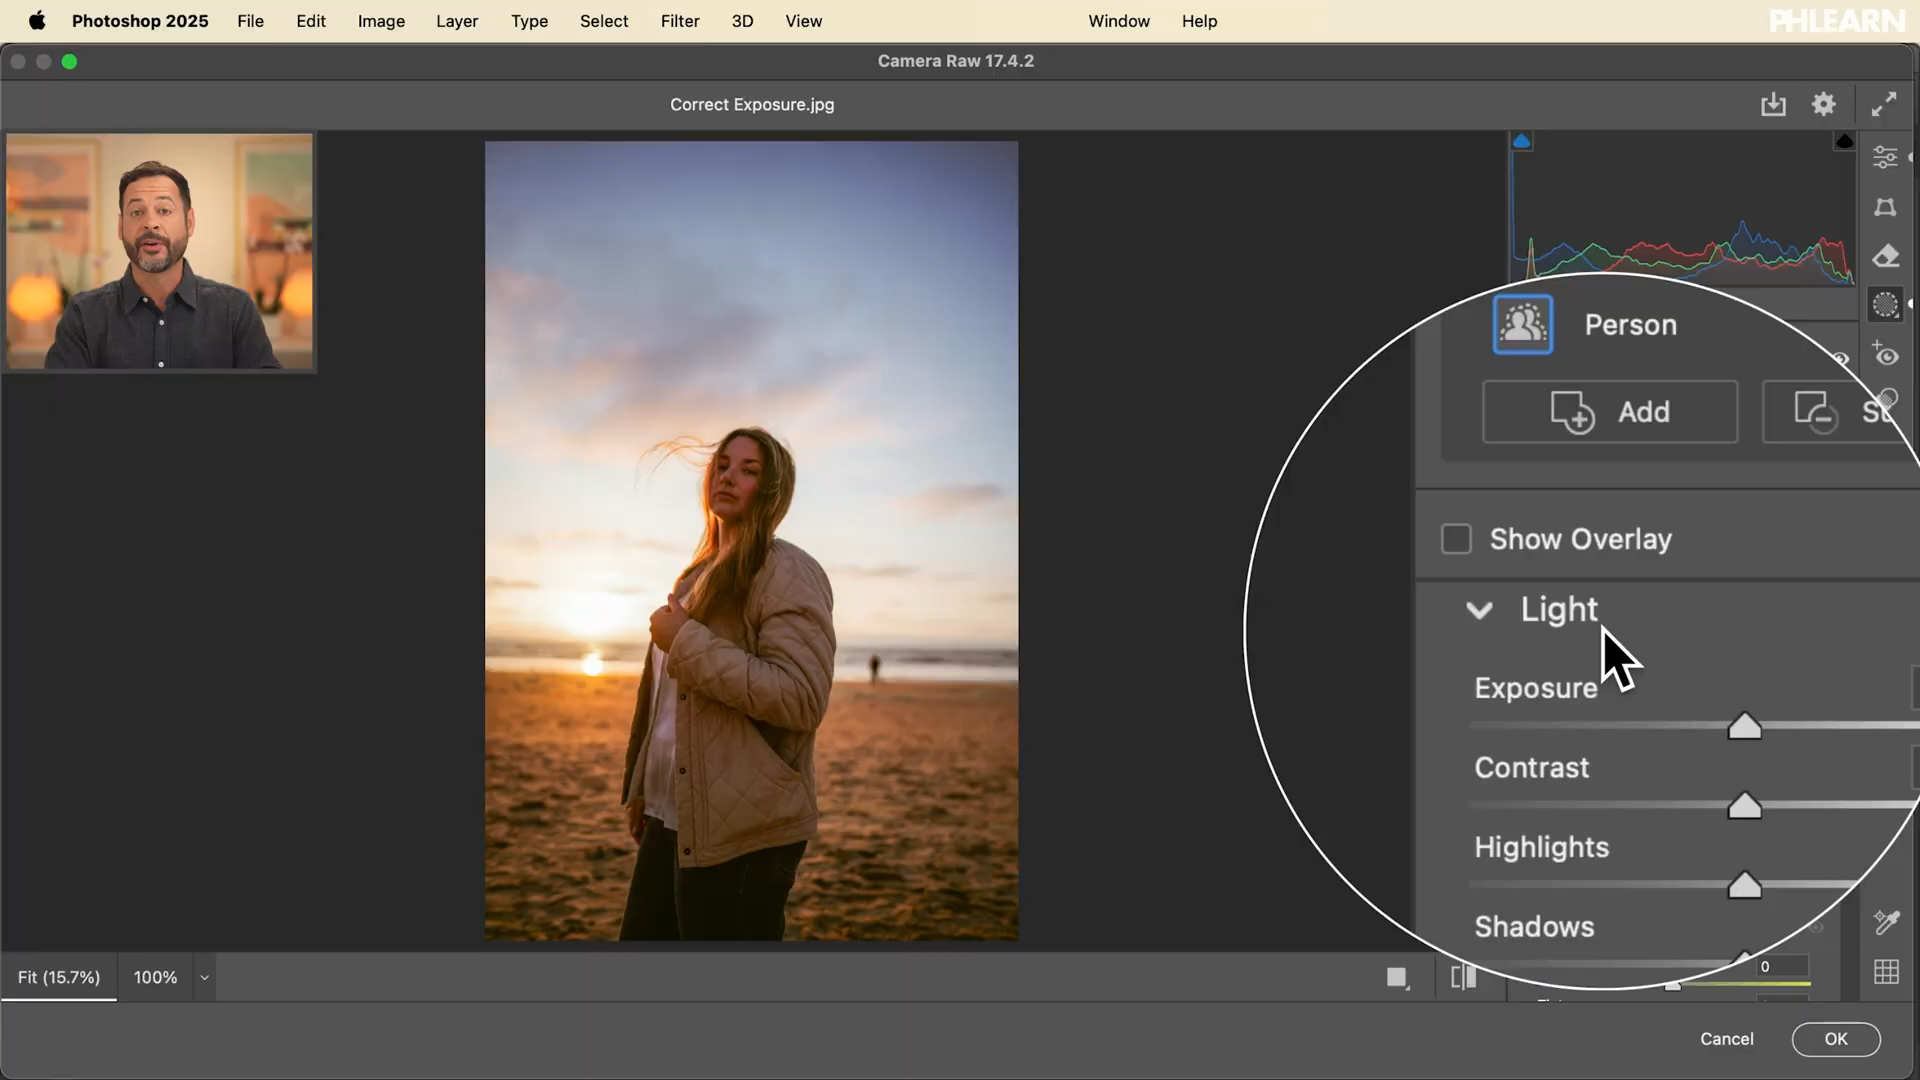 Photoshop 2025 File Edit Image Layer Type Select Filter 3D View Window Help
PHLEARN
Camera Raw 17.4.2
Correct Exposure.jpg
Person
Add
Show Overlay
Light
Exposure
Contrast
Highlights
Shadows
0
Fit (15.7%) 100%
Cancel OK